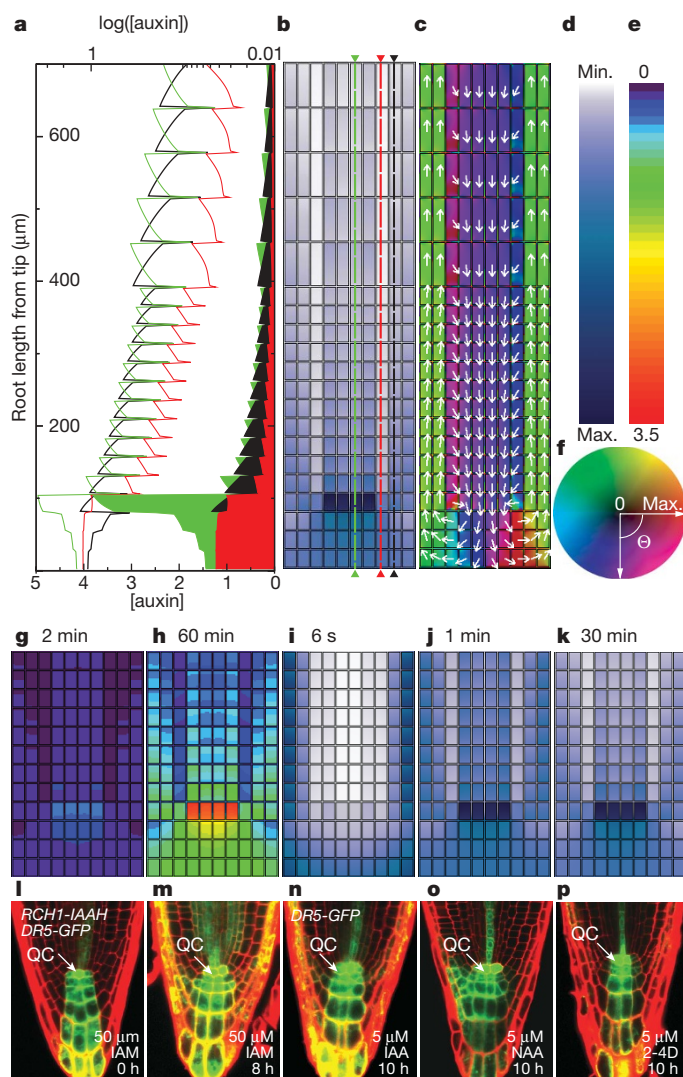 a
log([auxin])
1
0.01
b
c
d
e
Min.
0
Root length from tip (μm)
600
400
200
Max.
3.5
f
0
Max.
Θ
5
4
3
2
1
0
[auxin]
g 2 min
h 60 min
i 6 s
j 1 min
k 30 min
l
m
n
o
p
RCH1-IAAH
DR5-GFP
QC
50 μm
IAM
0 h
QC
50 μM
IAM
8 h
DR5-GFP
QC
5 μM
IAA
10 h
QC
5 μM
NAA
10 h
QC
5 μM
2-4D
10 h